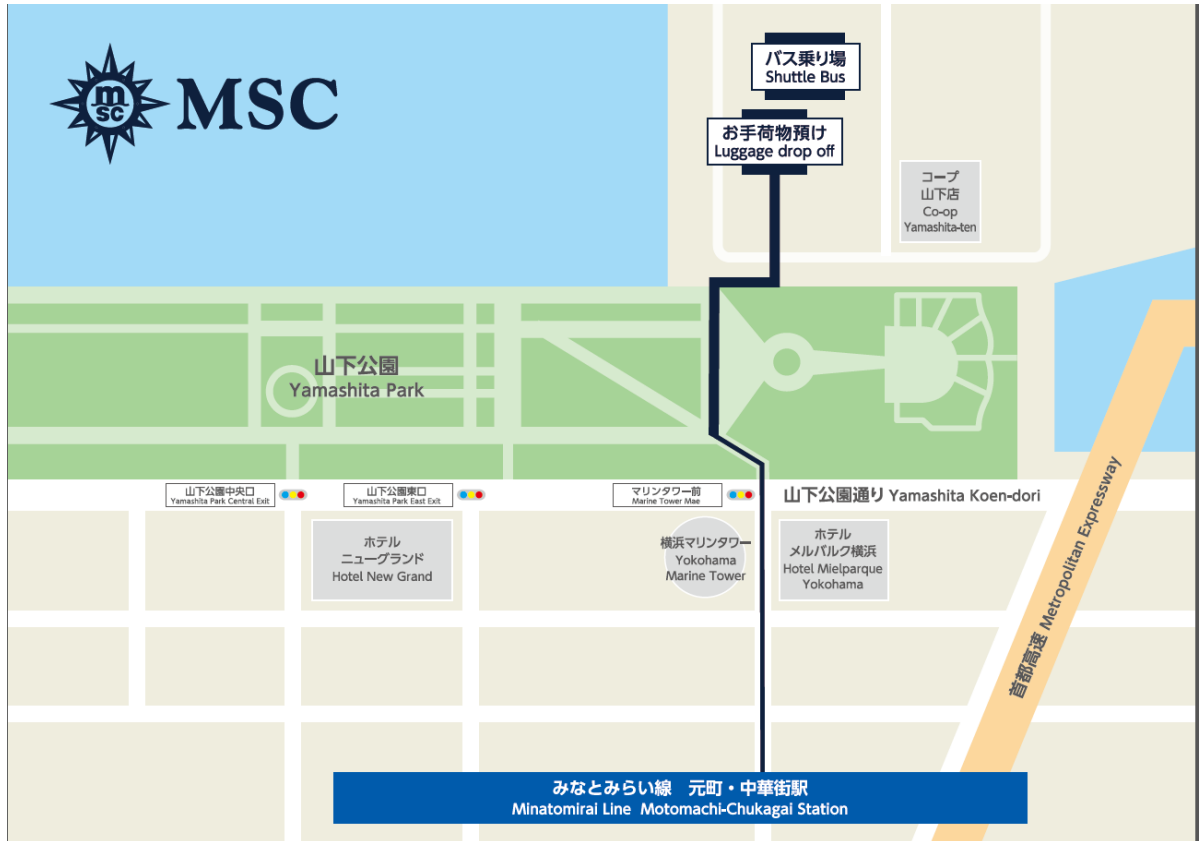 msc
MSC
バス乗り場
Shuttle Bus
お手荷物預け
Luggage drop off
コープ
山下店
Co-op
Yamashita-ten
山下公園
Yamashita Park
山下公園中央口
Yamashita Park Central Exit
山下公園東口
Yamashita Park East Exit
マリンタワー前
Marine Tower Mae
山下公園通り Yamashita Koen-dori
ホテル
ニューグランド
Hotel New Grand
横浜マリンタワー
Yokohama
Marine Tower
ホテル
メルパルク横浜
Hotel Mielparque
Yokohama
首都高速 Metropolitan Expressway
みなとみらい線 元町・中華街駅
Minatomirai Line Motomachi-Chukagai Station